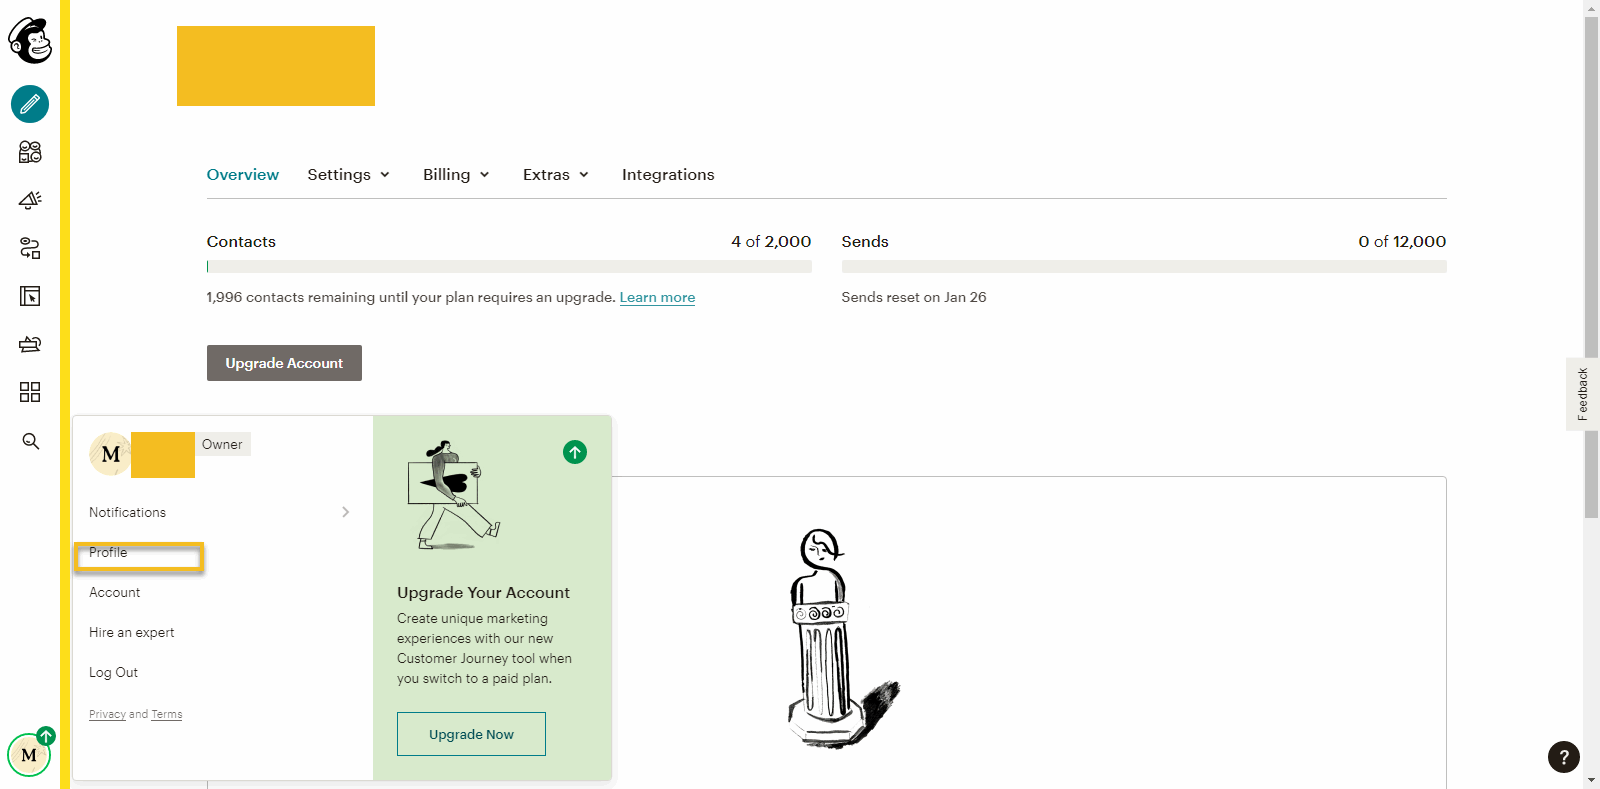 Overview Settings Billing Extras Integrations
Contacts 4 of 2,000
1,996 contacts remaining until your plan requires an upgrade. Learn more
Sends 0 of 12,000
Sends reset on Jan 26
Upgrade Account
Feedback
M Owner
Notifications
Profile
Account
Hire an expert
Log Out
Privacy and Terms
Upgrade Your Account
Create unique marketing
experiences with our new
Customer Journey tool when
you switch to a paid plan.
Upgrade Now
M
?